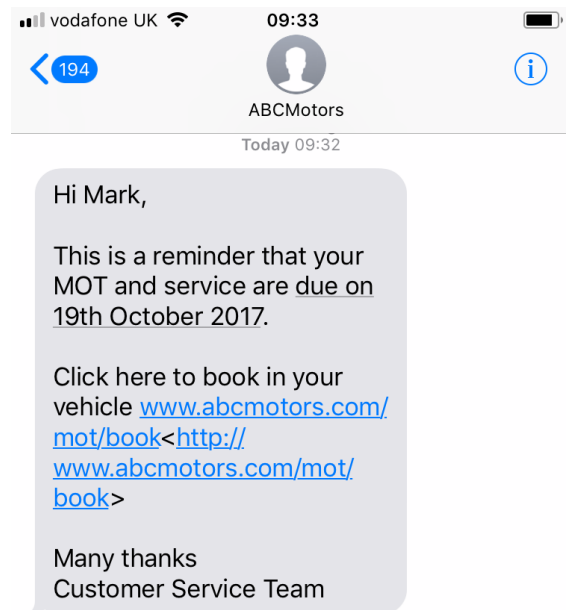 vodafone UK 09:33
194
ABCMotors
Today 09:32
Hi Mark,
This is a reminder that your
MOT and service are due on
19th October 2017.
Click here to book in your
vehicle www.abcmotors.com/
mot/book<http://
www.abcmotors.com/mot/
book>
Many thanks
Customer Service Team